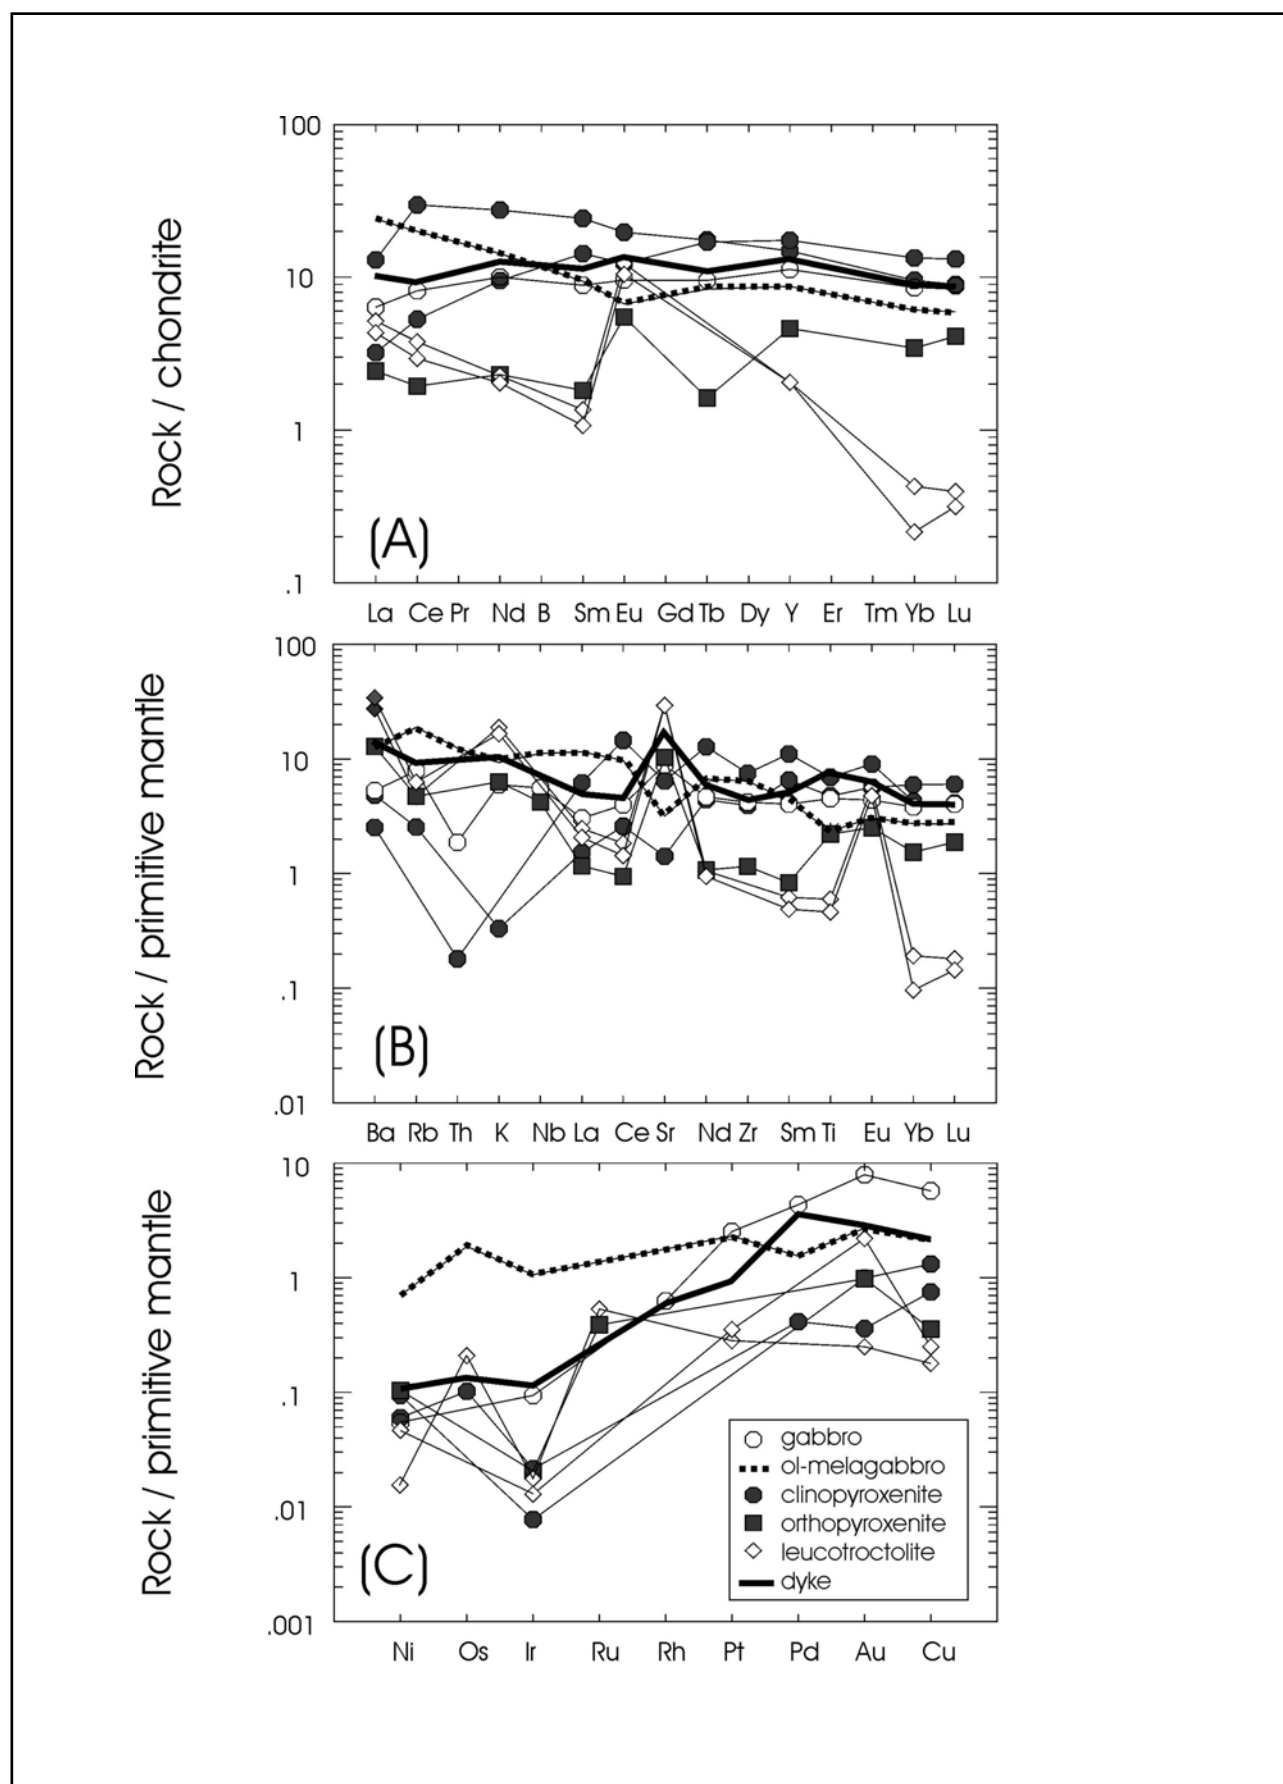 Rock / chondrite
100
10
1
.1
(A)
La Ce Pr Nd B Sm Eu Gd Tb Dy Y Er Tm Yb Lu
Rock / primitive mantle
100
10
1
.1
.01
(B)
Ba Rb Th K Nb La Ce Sr Nd Zr Sm Ti Eu Yb Lu
Rock / primitive mantle
10
1
0.1
0.01
.001
(C)
gabbro
ol-melagabbro
clinopyroxenite
orthopyroxenite
leucotroctolite
dyke
Ni Os Ir Ru Rh Pt Pd Au Cu